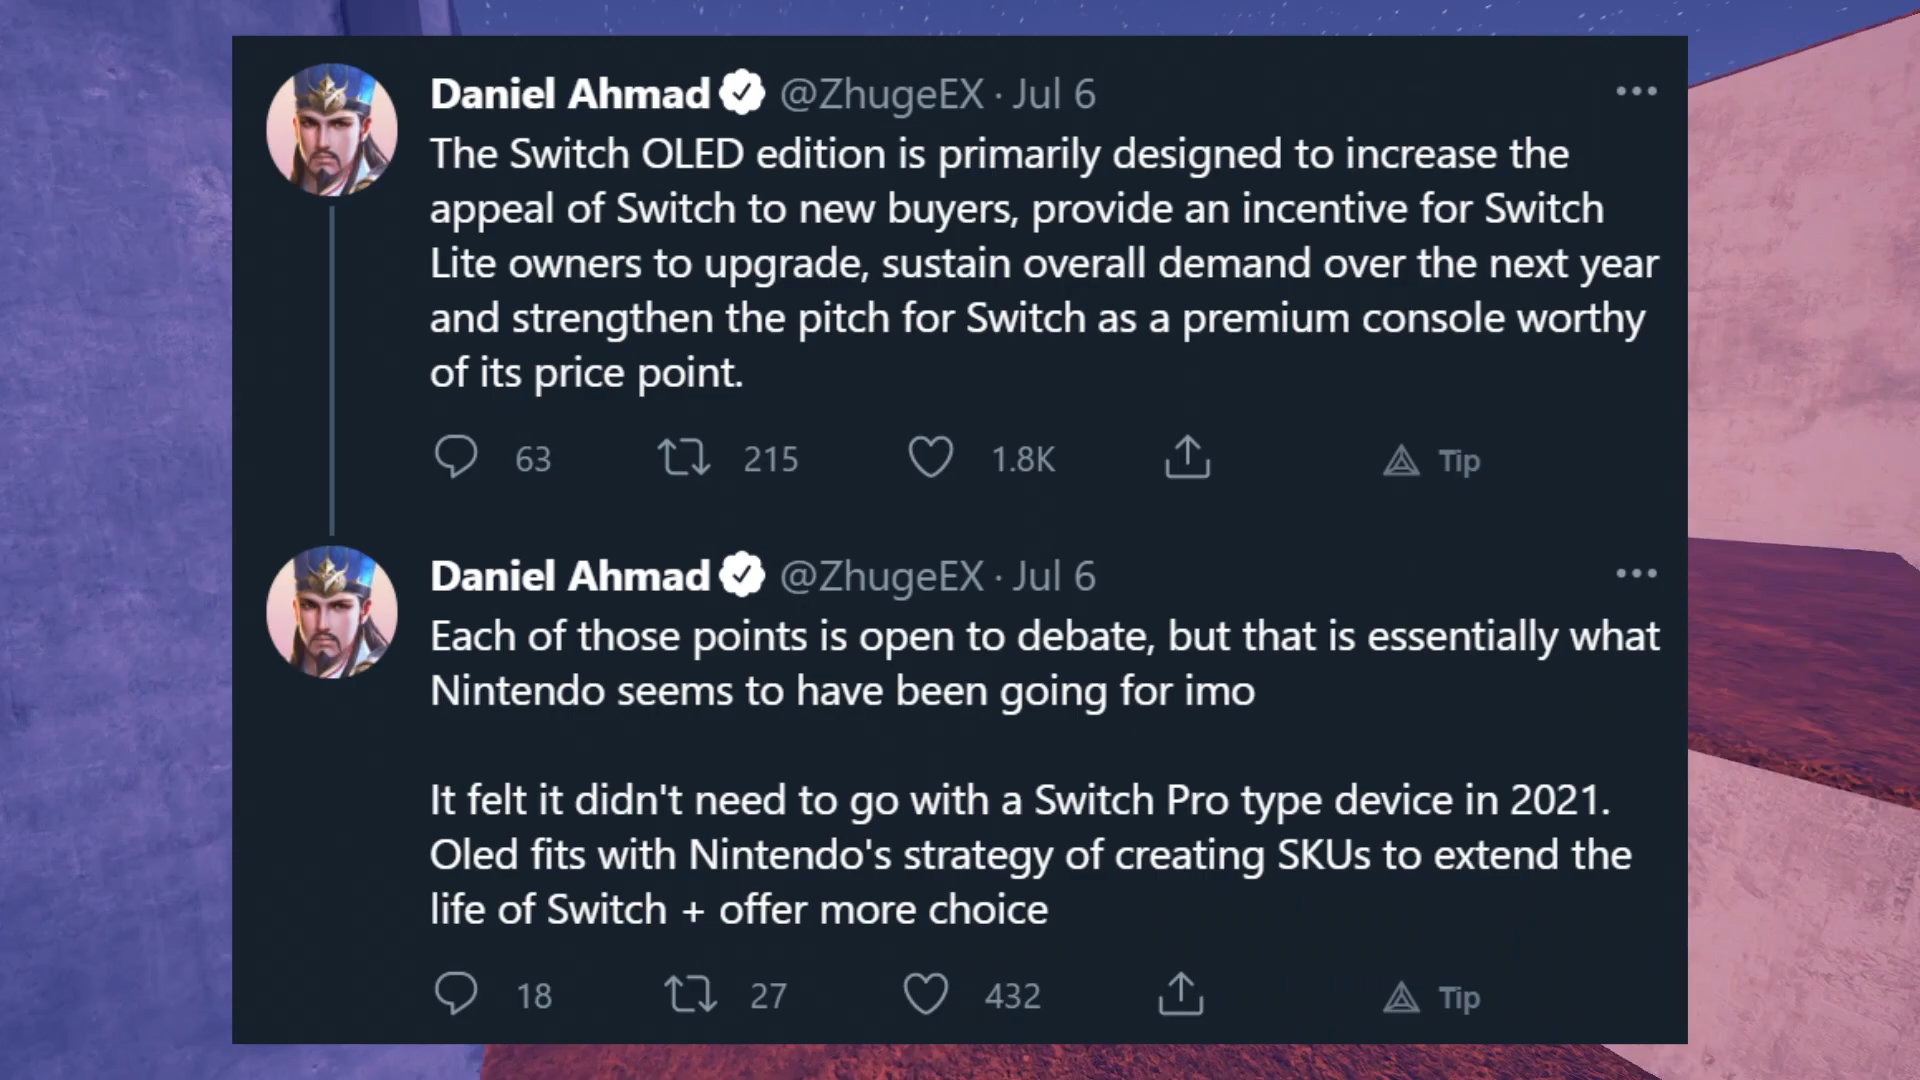 Daniel Ahmad @ZhugeEX · Jul 6
The Switch OLED edition is primarily designed to increase the
appeal of Switch to new buyers, provide an incentive for Switch
Lite owners to upgrade, sustain overall demand over the next year
and strengthen the pitch for Switch as a premium console worthy
of its price point.
63 215 1.8K Tip
Daniel Ahmad @ZhugeEX · Jul 6
Each of those points is open to debate, but that is essentially what
Nintendo seems to have been going for imo
It felt it didn't need to go with a Switch Pro type device in 2021.
Oled fits with Nintendo's strategy of creating SKUs to extend the
life of Switch + offer more choice
18 27 432 Tip